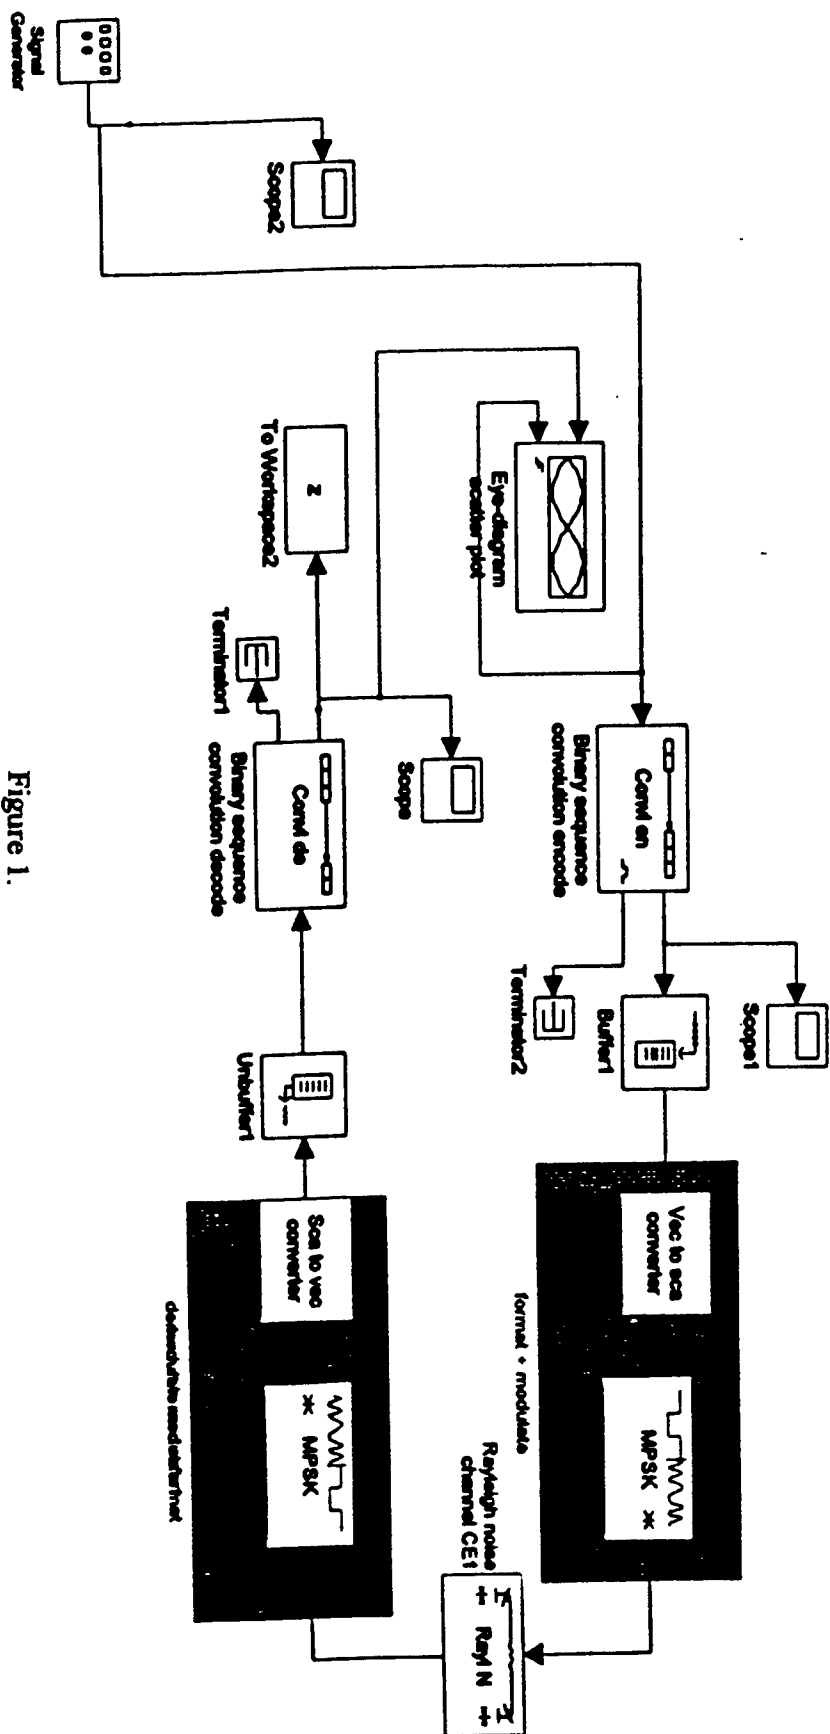 Signal
Generator
Scope2
Eye-diagram
scatter plot
Z
To Workspace2
Convl en
Binary sequence
convolution encode
Scope1
Buffer1
Terminator2
Vec to sca
converter
MPSK
format + modulate
Rayleigh noise
channel CE1
Rayl N
MPSK
Sca to vec
converter
Unbuffer1
Convl de
Binary sequence
convolution decode
Scope
Terminator1
Figure 1.